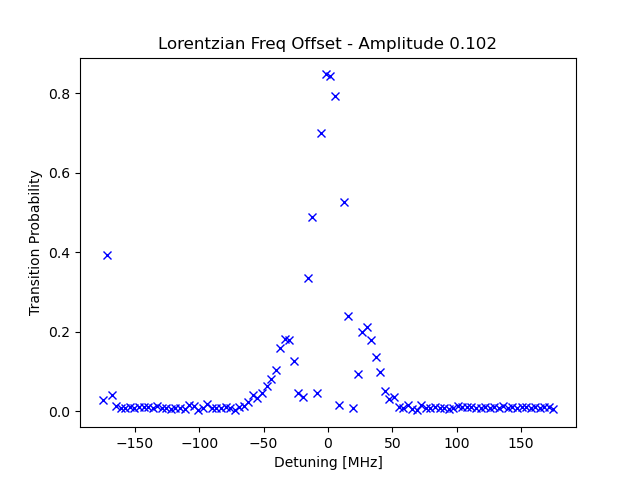 Lorentzian Freq Offset - Amplitude 0.102
Transition Probability
0.8
0.6
0.4
0.2
0.0
−150 −100 −50 0 50 100 150
Detuning [MHz]